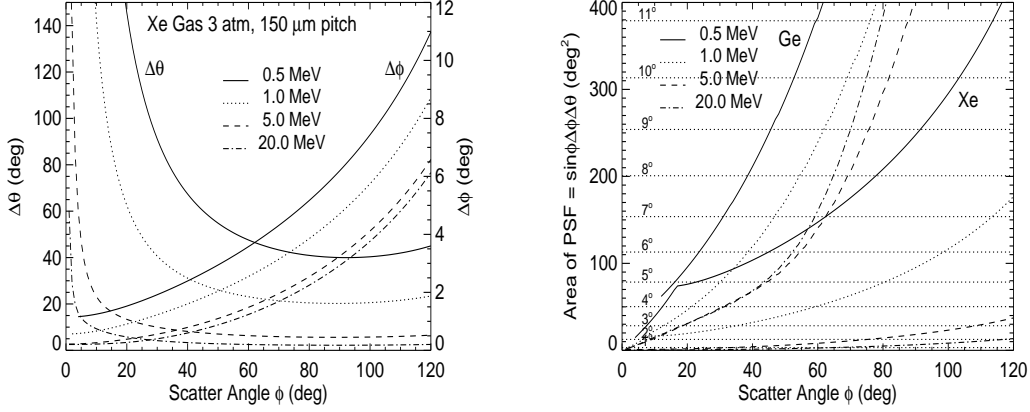 Xe Gas 3 atm, 150 μm pitch
Δθ
Δϕ
0.5 MeV
1.0 MeV
5.0 MeV
20.0 MeV
Δθ (deg)
140
120
100
80
60
40
20
0
Δϕ (deg)
12
10
8
6
4
2
0
0 20 40 60 80 100 120
Scatter Angle ϕ (deg)
Area of PSF = sinϕΔϕΔθ (deg²)
400
300
200
100
0
11°
10°
9°
8°
7°
6°
5°
4°
3°
2°
1°
0.5 MeV
1.0 MeV
5.0 MeV
20.0 MeV
Ge
Xe
0 20 40 60 80 100 120
Scatter Angle ϕ (deg)